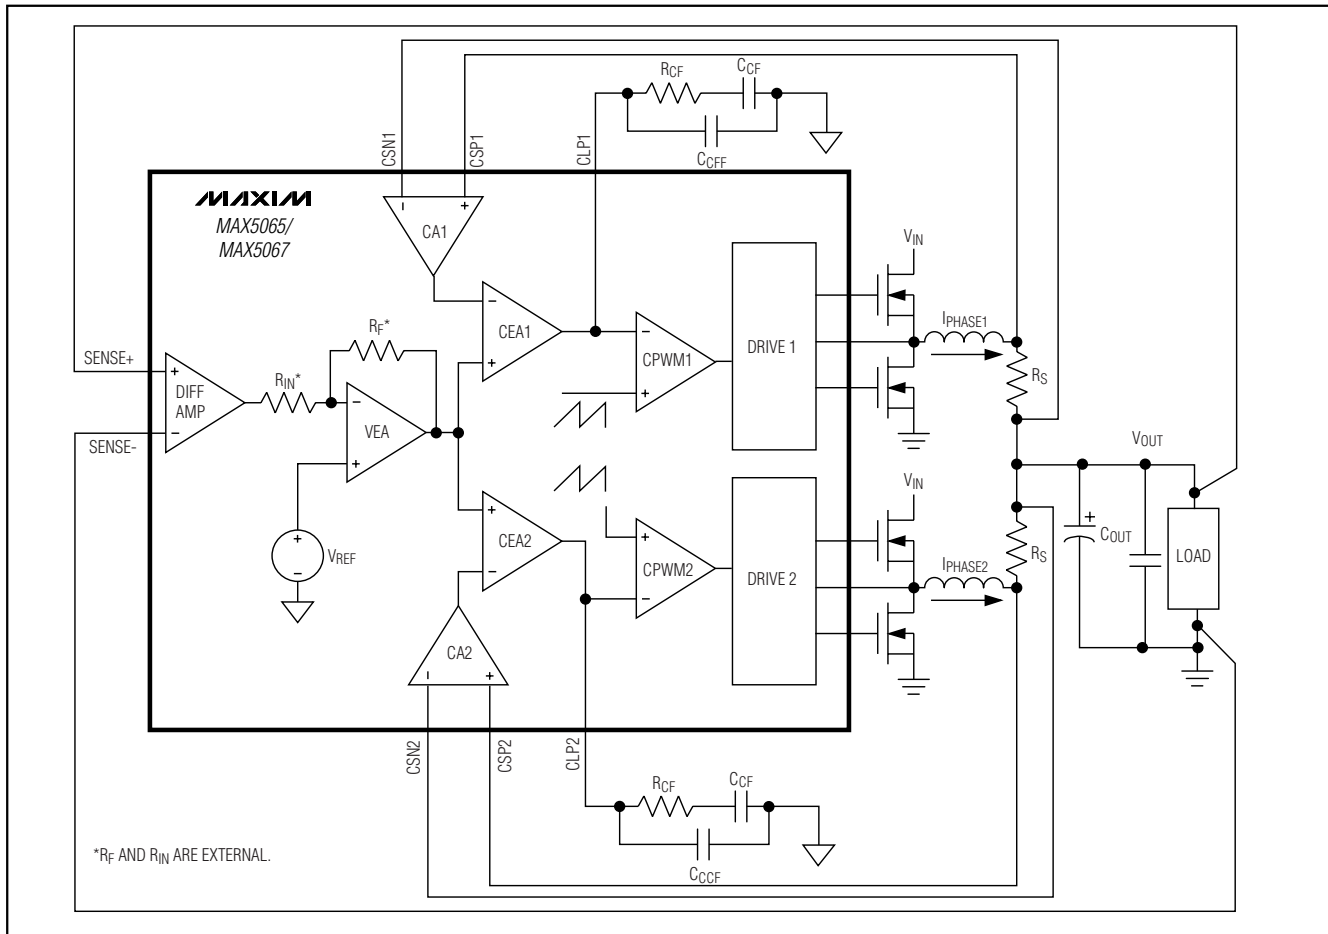 CSN1
CSP1
CLP1
RCF
CCF
CCFF
MAXIM
MAX5065/
MAX5067
CA1
- +
VIN
SENSE+
SENSE-
+
DIFF
AMP
-
RIN*
RF*
-
VEA
+
-
CEA1
+
-
CPWM1
+
DRIVE 1
IPHASE1
RS
VOUT
+
-
VREF
+
CEA2
-
+
CPWM2
-
DRIVE 2
VIN
IPHASE2
RS
+
COUT
LOAD
CA2
- +
CSN2
CSP2
CLP2
RCF
CCF
CCCF
*RF AND RIN ARE EXTERNAL.